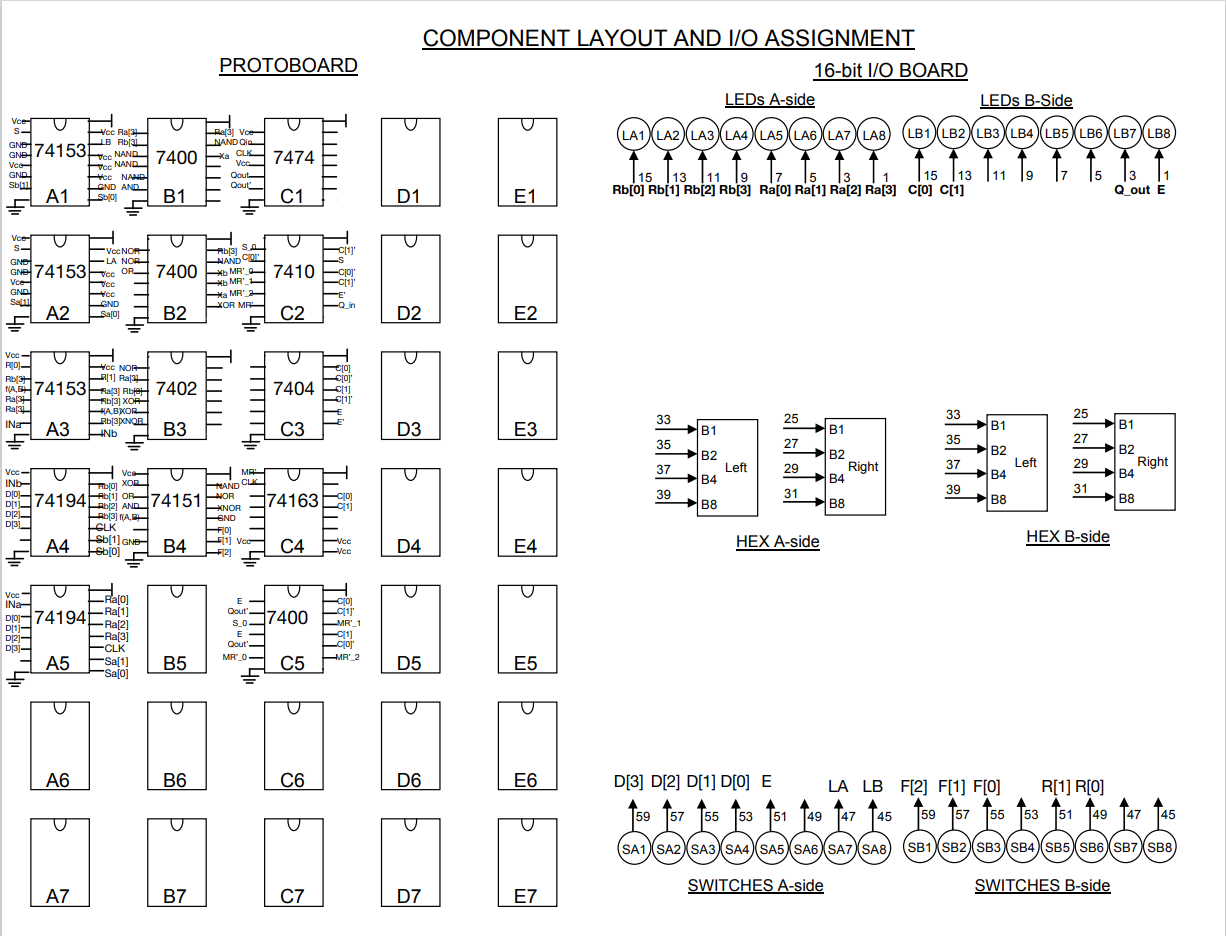 COMPONENT LAYOUT AND I/O ASSIGNMENT
PROTOBOARD
16-bit I/O BOARD
LEDs A-side
LEDs B-Side
LA1 LA2 LA3 LA4 LA5 LA6 LA7 LA8
LB1 LB2 LB3 LB4 LB5 LB6 LB7 LB8
15 13 11 9 7 5 3 1
15 13 11 9 7 5 3 1
Rb[0] Rb[1] Rb[2] Rb[3] Ra[0] Ra[1] Ra[2] Ra[3]
C[0] C[1] Q_out E
Vcc
S
GND
GND
Vcc
GND
Sb[1]
74153
A1
Vcc
LB
Vcc
Vcc
Vcc
GND
Sb[0]
Ra[3]
Rb[3]
NAND
NAND
NAND
AND
7400
B1
Ra[3]
NAND
Xa
Vcc
Qin
CLK
Vcc
Qout
Qout'
7474
C1
D1
E1
Vcc
S
GND
GND
Vcc
GND
Sa[1]
74153
A2
Vcc
LA
Vcc
Vcc
Vcc
GND
Sa[0]
NOR
NOR
OR
7400
B2
Rb[3]
NAND
Xb
Xb
Xa
XOR
S_0
C[0]'
MR'_0
MR'_1
MR'_2
MR'
7410
C2
C[1]'
S
C[0]'
C[1]'
E'
Q_in
D2
E2
Vcc
R[0]
Rb[3]
f(A,B)
Ra[3]
Ra[3]
INa
74153
A3
Vcc
R[1]
Ra[3]
Rb[3]
f(A,B)
Rb[3]
INb
NOR
Ra[3]
Rb[3]
XOR
XOR
XNOR
7402
B3
7404
C3
C[0]
C[0]'
C[1]
C[1]'
E
E'
D3
E3
Vcc
INb
D[0]
D[1]
D[2]
D[3]
74194
A4
Rb[0]
Rb[1]
Rb[2]
Rb[3]
CLK
Sb[1]
Sb[0]
Vcc
XOR
OR
AND
f(A,B)
GND
74151
B4
NAND
NOR
XNOR
GND
F[0]
F[1]
F[2]
MR'
CLK
Vcc
74163
C4
C[0]
C[1]
Vcc
Vcc
D4
E4
Vcc
INa
D[0]
D[1]
D[2]
D[3]
74194
A5
Ra[0]
Ra[1]
Ra[2]
Ra[3]
CLK
Sa[1]
Sa[0]
B5
E
Qout'
S_0
E
Qout'
MR'_0
7400
C5
C[0]
C[1]'
MR'_1
C[1]
C[0]'
MR'_2
D5
E5
A6 B6 C6 D6 E6
A7 B7 C7 D7 E7
33 B1
35 B2
37 B4
39 B8
Left
25 B1
27 B2
29 B4
31 B8
Right
HEX A-side
33 B1
35 B2
37 B4
39 B8
Left
25 B1
27 B2
29 B4
31 B8
Right
HEX B-side
D[3] D[2] D[1] D[0] E LA LB
F[2] F[1] F[0] R[1] R[0]
59 57 55 53 51 49 47 45
59 57 55 53 51 49 47 45
SA1 SA2 SA3 SA4 SA5 SA6 SA7 SA8
SB1 SB2 SB3 SB4 SB5 SB6 SB7 SB8
SWITCHES A-side
SWITCHES B-side